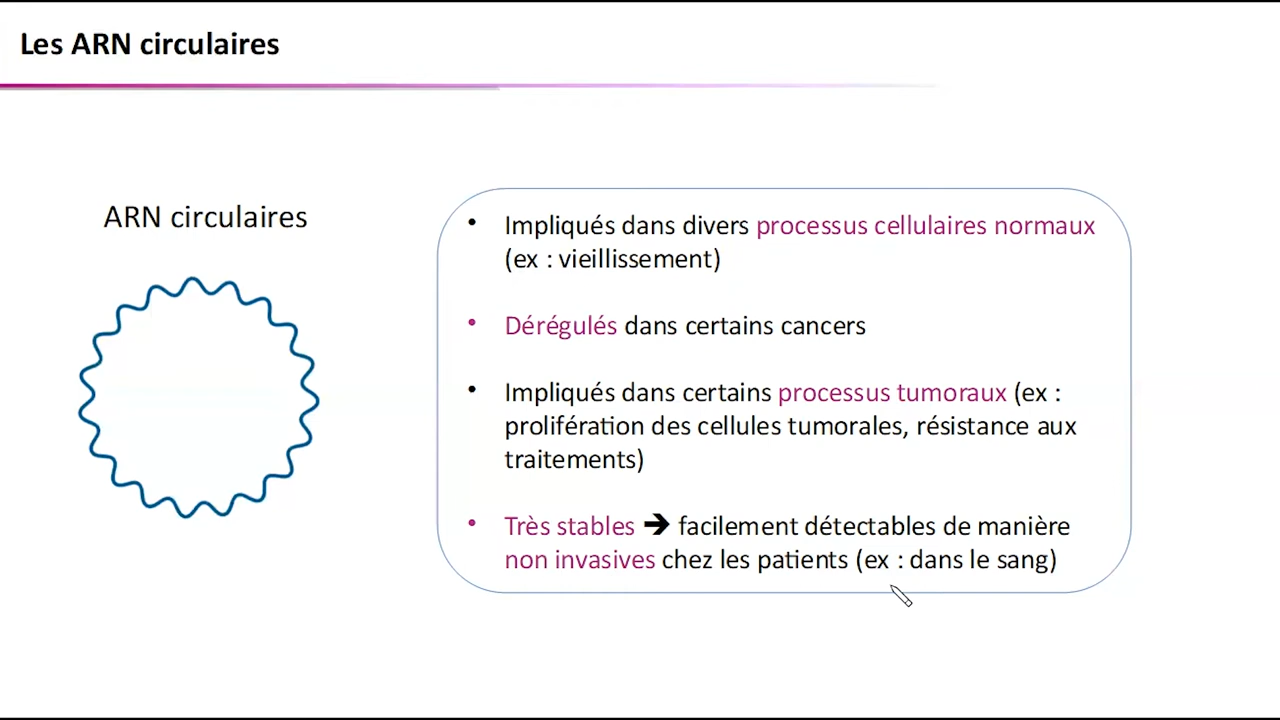 Les ARN circulaires
ARN circulaires
• Impliqués dans divers processus cellulaires normaux
(ex : vieillissement)
• Dérégulés dans certains cancers
• Impliqués dans certains processus tumoraux (ex :
prolifération des cellules tumorales, résistance aux
traitements)
• Très stables ➔ facilement détectables de manière
non invasives chez les patients (ex : dans le sang)